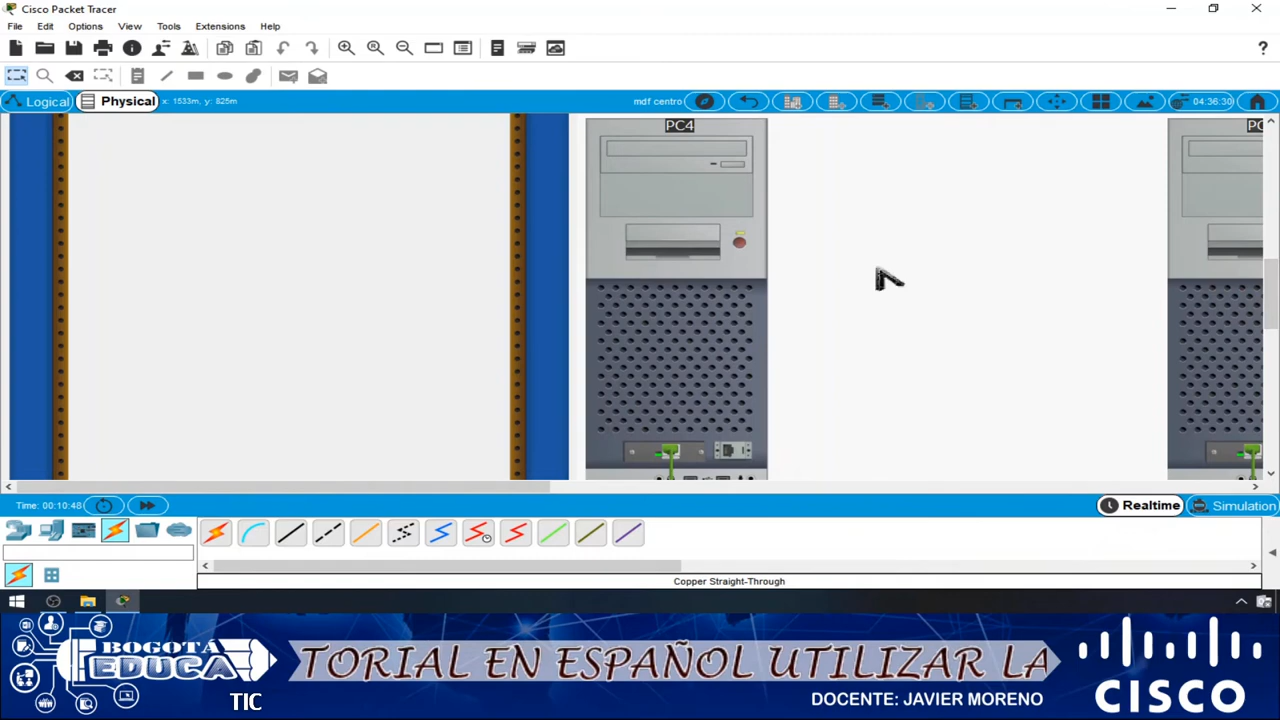 Cisco Packet Tracer
File Edit Options View Tools Extensions Help
Logical Physical x: 1533m, y: 825m mdf centro 04:36:30
PC4
Time: 00:10:48 Realtime Simulation
Copper Straight-Through
BOGOTÁ
EDUCA
TIC
TORIAL EN ESPAÑOL UTILIZAR LA
DOCENTE: JAVIER MORENO
CISCO